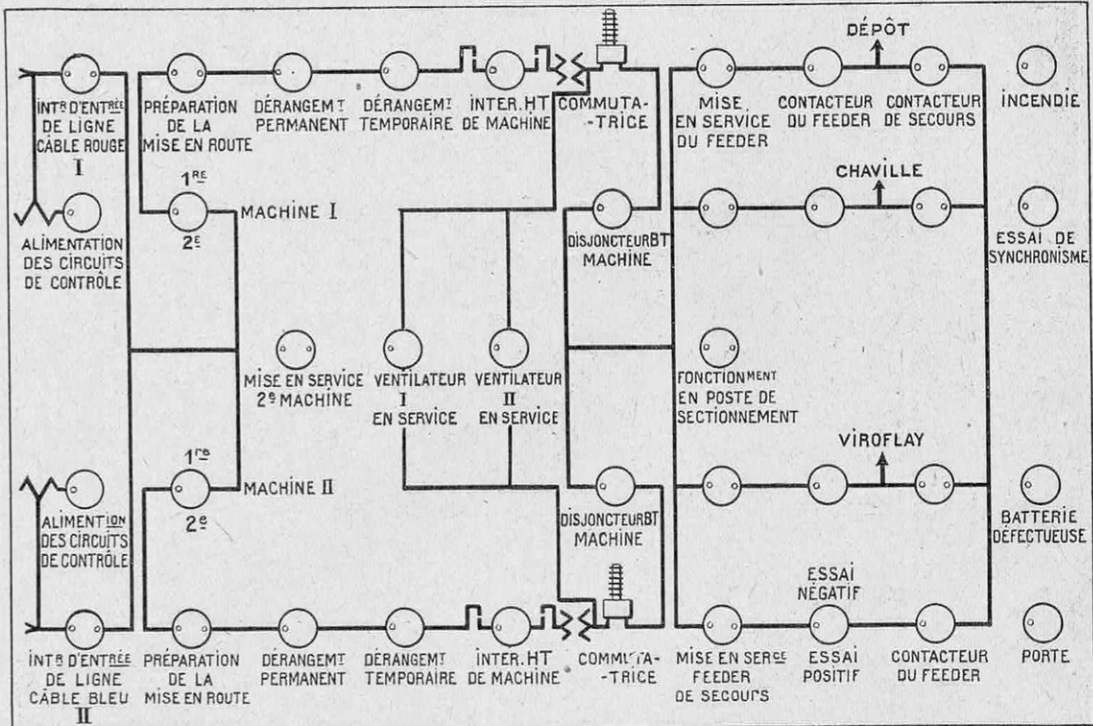 DÉPÔT
INTR D'ENTRÉE
DE LIGNE
CÂBLE ROUGE
I
PRÉPARATION
DE LA
MISE EN ROUTE
DÉRANGEMT
PERMANENT
DÉRANGEMT
TEMPORAIRE
INTER. HT
DE MACHINE
COMMUTA-
-TRICE
MISE
EN SERVICE
DU FEEDER
CONTACTEUR
DU FEEDER
CONTACTEUR
DE SECOURS
INCENDIE
1RE
MACHINE I
2E
CHAVILLE
ALIMENTATION
DES CIRCUITS
DE CONTRÔLE
DISJONCTEUR BT
MACHINE
ESSAI DE
SYNCHRONISME
MISE EN SERVICE
2e MACHINE
VENTILATEUR
I
EN SERVICE
VENTILATEUR
II
EN SERVICE
FONCTIONMENT
EN POSTE DE
SECTIONNEMENT
VIROFLAY
1re
MACHINE II
2e
ALIMENTION
DES CIRCUITS
DE CONTRÔLE
DISJONCTEUR BT
MACHINE
BATTERIE
DÉFECTUEUSE
ESSAI
NÉGATIF
INTR D'ENTRÉE
DE LIGNE
CÂBLE BLEU
II
PRÉPARATION
DE LA
MISE EN ROUTE
DÉRANGEMT
PERMANENT
DÉRANGEMT
TEMPORAIRE
INTER. HT
DE MACHINE
COMMUTA-
-TRICE
MISE EN SERCE
FEEDER
DE SECOURS
ESSAI
POSITIF
CONTACTEUR
DU FEEDER
PORTE